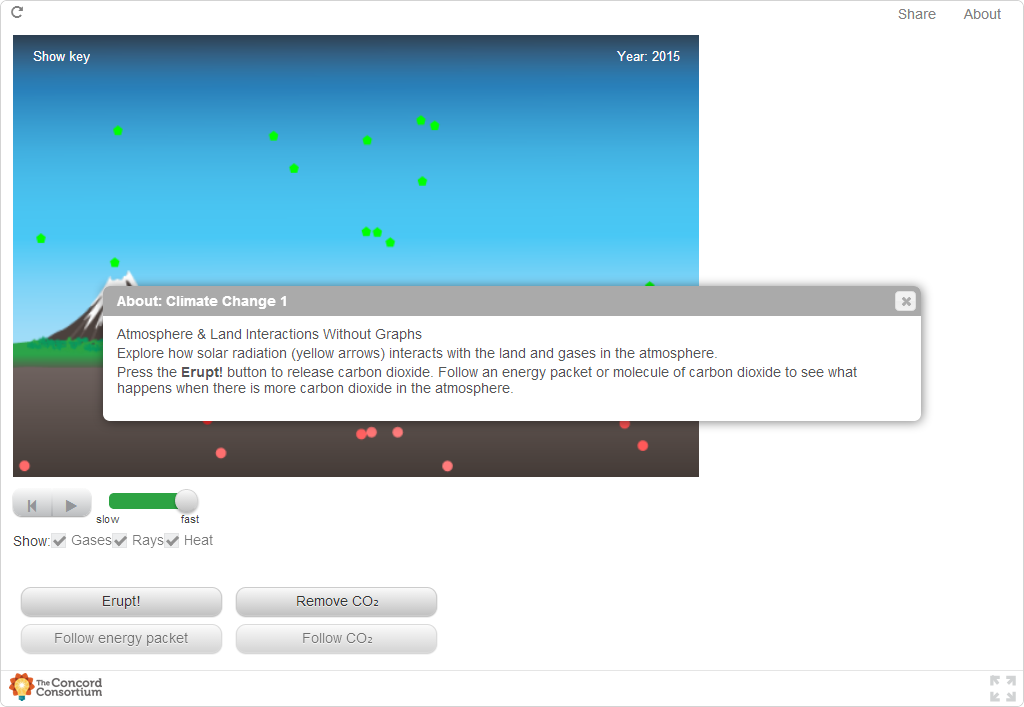 Share About
Show key Year: 2015
About: Climate Change 1
Atmosphere & Land Interactions Without Graphs
Explore how solar radiation (yellow arrows) interacts with the land and gases in the atmosphere.
Press the Erupt! button to release carbon dioxide. Follow an energy packet or molecule of carbon dioxide to see what
happens when there is more carbon dioxide in the atmosphere.
slow fast
Show: Gases Rays Heat
Erupt! Remove CO₂
Follow energy packet Follow CO₂
The Concord
Consortium